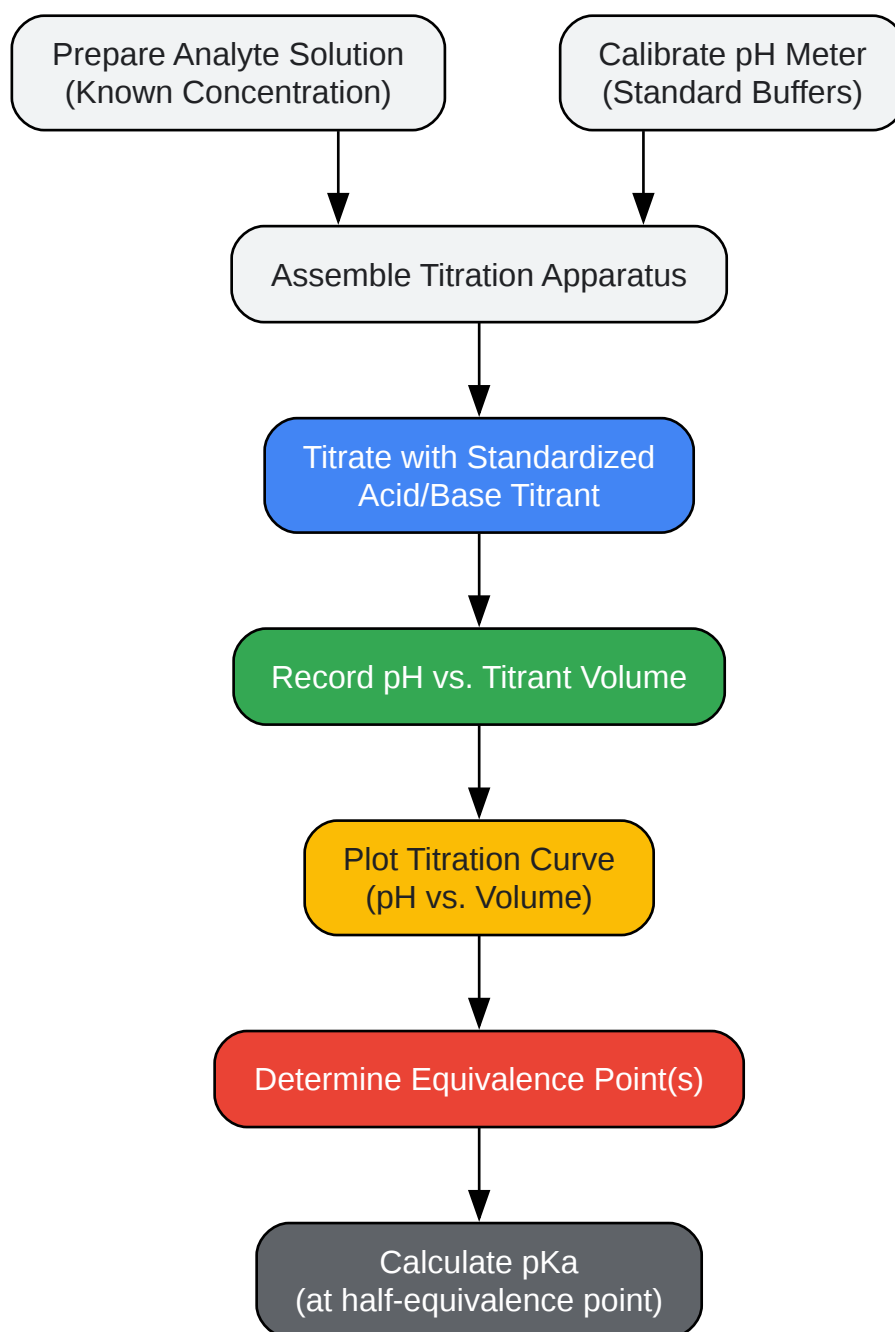 Prepare Analyte Solution
(Known Concentration)
Calibrate pH Meter
(Standard Buffers)
Assemble Titration Apparatus
Titrate with Standardized
Acid/Base Titrant
Record pH vs. Titrant Volume
Plot Titration Curve
(pH vs. Volume)
Determine Equivalence Point(s)
Calculate pKa
(at half-equivalence point)